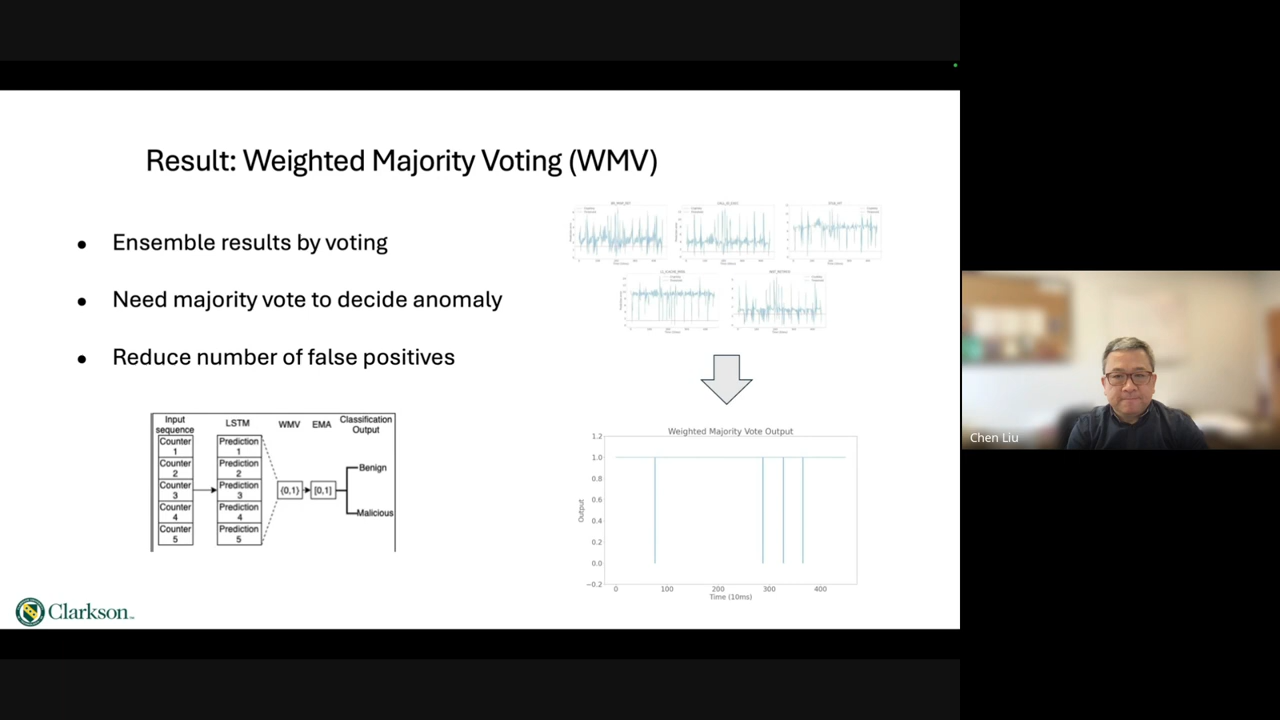 Result: Weighted Majority Voting (WMV)
● Ensemble results by voting
● Need majority vote to decide anomaly
● Reduce number of false positives
Input sequence
LSTM
WMV
EMA
Classification Output
Counter 1
Prediction 1
Counter 2
Prediction 2
Counter 3
Prediction 3
Counter 4
Prediction 4
Counter 5
Prediction 5
{0,1}
[0,1]
Benign
Malicious
Weighted Majority Vote Output
1.2
1.0
0.8
0.6
0.4
0.2
0.0
−0.2
Output
0 100 200 300 400
Time (10ms)
Clarkson
Chen Liu